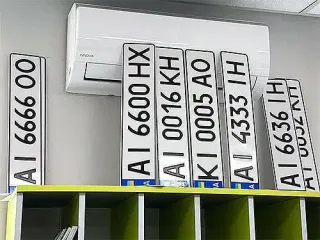 AI 6666 OO
AI 6600 HX
AI 0016 KH
KI 0005 AO
AI 4333 IH
AI 6636 IH